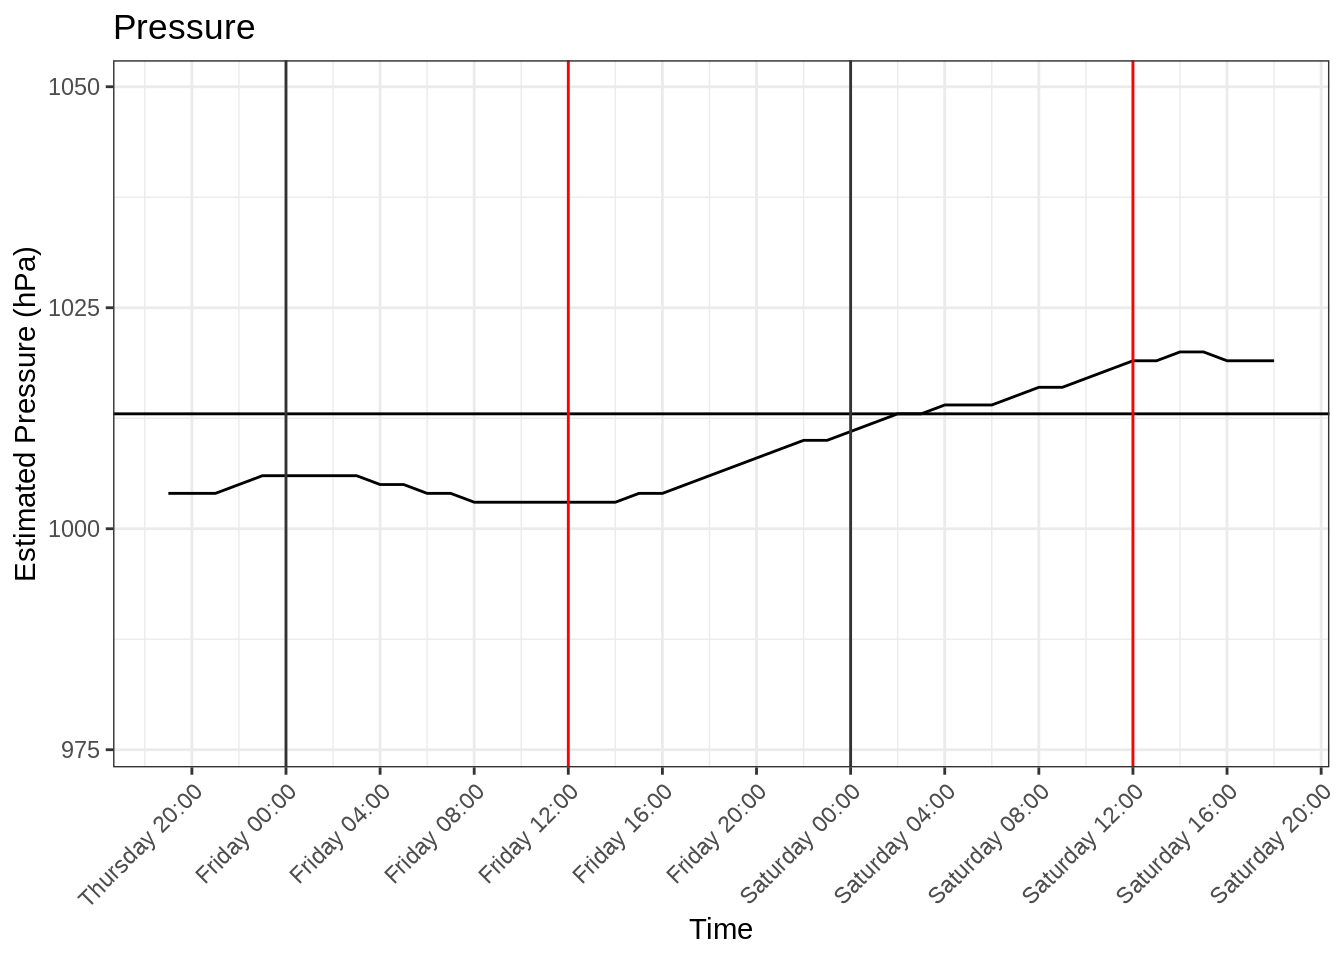 Pressure
Estimated Pressure (hPa)
1050
1025
1000
975
Thursday 20:00
Friday 00:00
Friday 04:00
Friday 08:00
Friday 12:00
Friday 16:00
Friday 20:00
Saturday 00:00
Saturday 04:00
Saturday 08:00
Saturday 12:00
Saturday 16:00
Saturday 20:00
Time